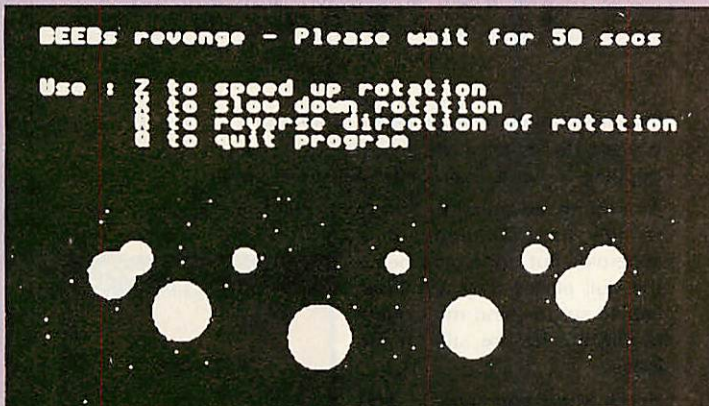 BEEBs revenge - Please wait for 50 secs
Use : Z to speed up rotation
X to slow down rotation
to reverse direction of rotation
Q to quit program